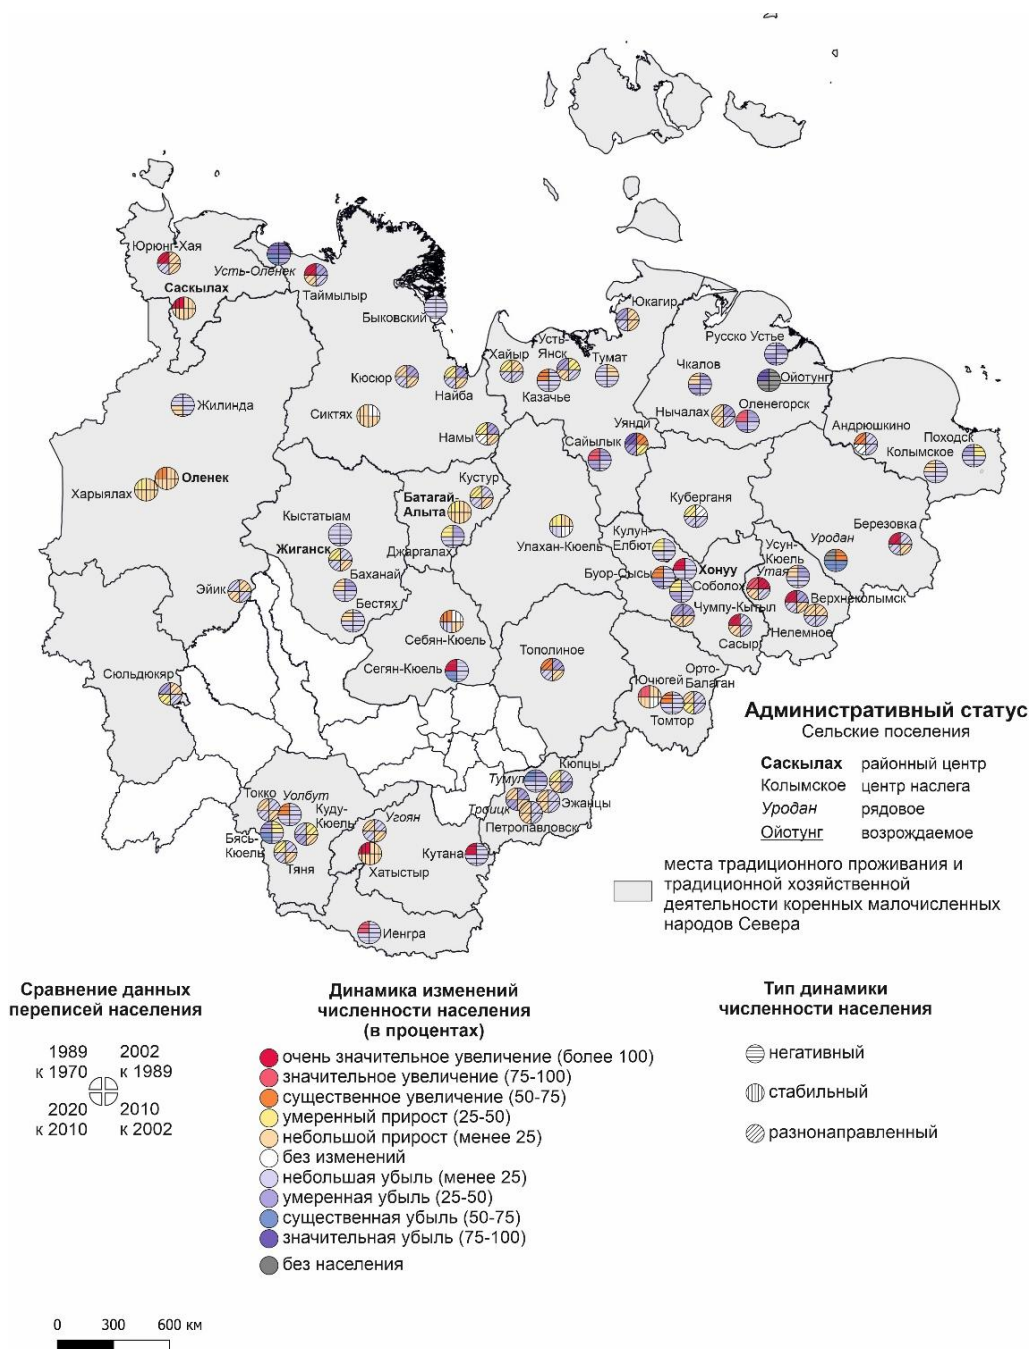 Юрюнг-Хая
Усть-Оленек
Саскылах
Таймылыр
Быковский
Юкагир
Русско Устье
Усть-
Янск
Хайыр
Тумат
Чкалов
Кюсюр
Найба
Казачье
Ойотунг
Жилинда
Сиктях
Нычалах
Оленегорск
Намы
Уянди
Андрюшкино
Походск
Сайылык
Колымское
Оленек
Харыялах
Кустур
Батагай-
Алыта
Куберганя
Кыстатыам
Улахан-Кюель
Кулун-
Елбют
Березовка
Уродан
Жиганск
Джаргалах
Усун-
Кюель
Хонуу
Утая
Баханай
Буор-Сысы
Соболох
Эйик
Верхнеколымск
Бестях
Чумпу-Кытыл
Себян-Кюель
Сасыр
Нелемное
Тополиное
Сегян-Кюель
Орто-
Балаган
Сюльдюкяр
Ючюгей
Томтор
Административный статус
Сельские поселения
Саскылах районный центр
Колымское центр наслега
Уродан рядовое
Ойотунг возрождаемое
Кюпцы
Тумул
Токко
Уолбут
Эжанцы
Троицк
Куду-
Кюель
Угоян
Петропавловск
Бясь-
Кюель
Кутана
Тяня
Хатыстыр
места традиционного проживания и
традиционной хозяйственной
деятельности коренных малочисленных
народов Севера
Иенгра
Сравнение данных
переписей населения
1989
к 1970
2002
к 1989
2020
к 2010
2010
к 2002
Динамика изменений
численности населения
(в процентах)
очень значительное увеличение (более 100)
значительное увеличение (75-100)
существенное увеличение (50-75)
умеренный прирост (25-50)
небольшой прирост (менее 25)
без изменений
небольшая убыль (менее 25)
умеренная убыль (25-50)
существенная убыль (50-75)
значительная убыль (75-100)
без населения
Тип динамики
численности населения
негативный
стабильный
разнонаправленный
0 300 600 км